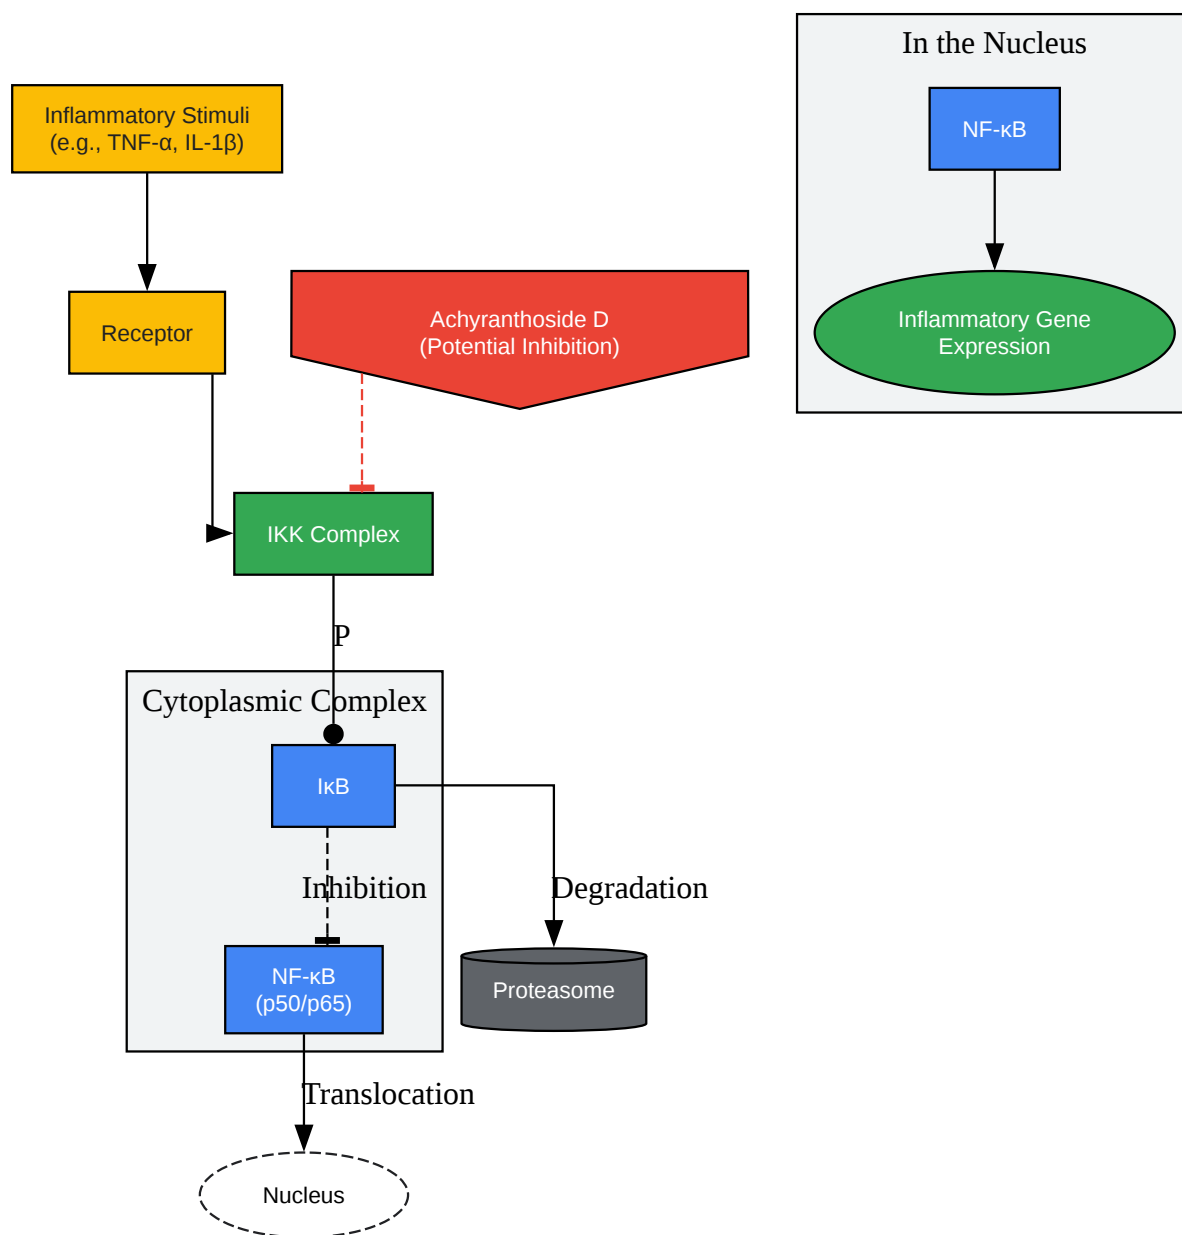 In the Nucleus
Inflammatory Stimuli
(e.g., TNF-α, IL-1β)
NF-κB
Receptor
Achyranthoside D
(Potential Inhibition)
Inflammatory Gene
Expression
IKK Complex
P
Cytoplasmic Complex
IκB
Inhibition
Degradation
NF-κB
(p50/p65)
Proteasome
Translocation
Nucleus